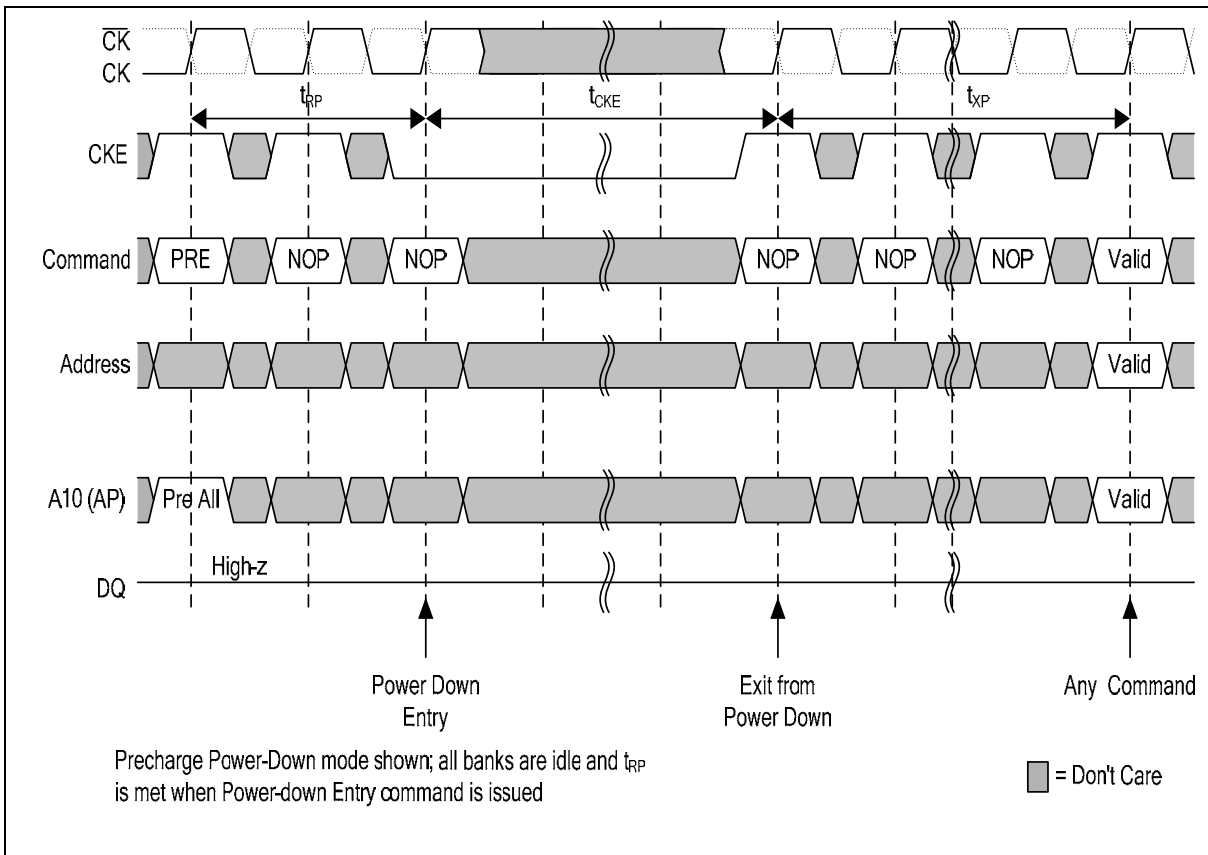 CK
CK
tRP
tCKE
tXP
CKE
Command
PRE
NOP
NOP
NOP
NOP
NOP
Valid
Address
Valid
A10 (AP)
Pre All
Valid
High-z
DQ
Power Down
Entry
Exit from
Power Down
Any Command
Precharge Power-Down mode shown; all banks are idle and tRP
is met when Power-down Entry command is issued
= Don't Care